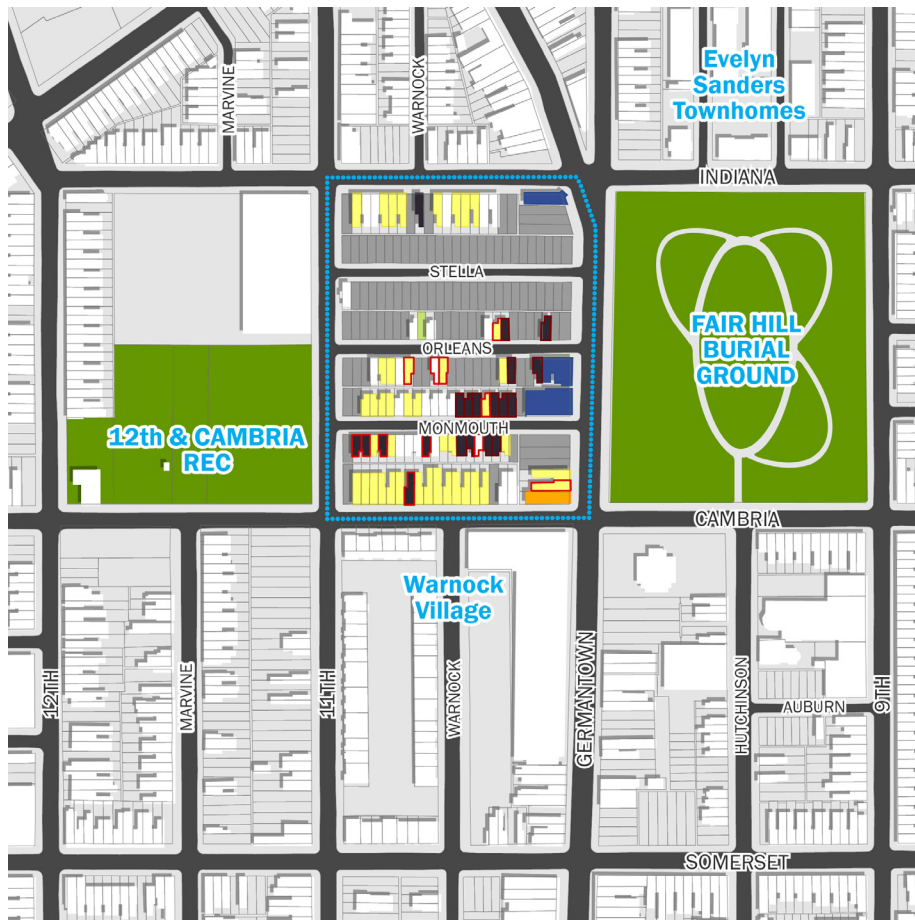 MARVINE
WARNOCK
Evelyn
Sanders
Townhomes
INDIANA
STELLA
FAIR HILL
BURIAL
GROUND
ORLEANS
12th & CAMBRIA
REC
MONMOUTH
CAMBRIA
Warnock
Village
12TH
MARVINE
11TH
WARNOCK
GERMANTOWN
HUTCHINSON
AUBURN
9TH
SOMERSET